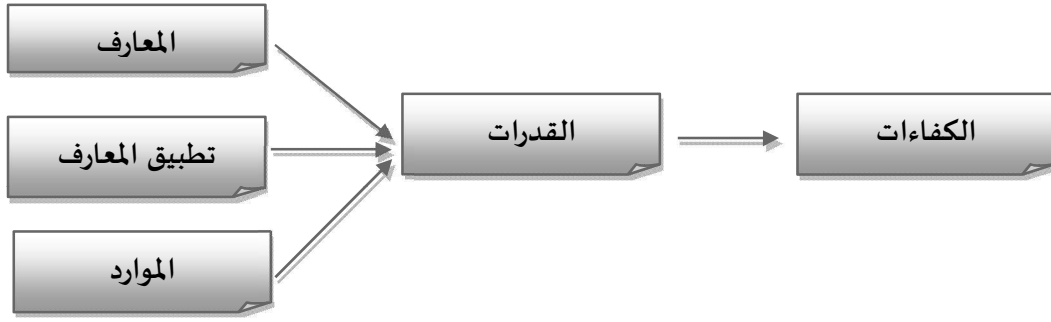 المعارف
تطبيق المعارف
الموارد
القدرات
الكفاءات